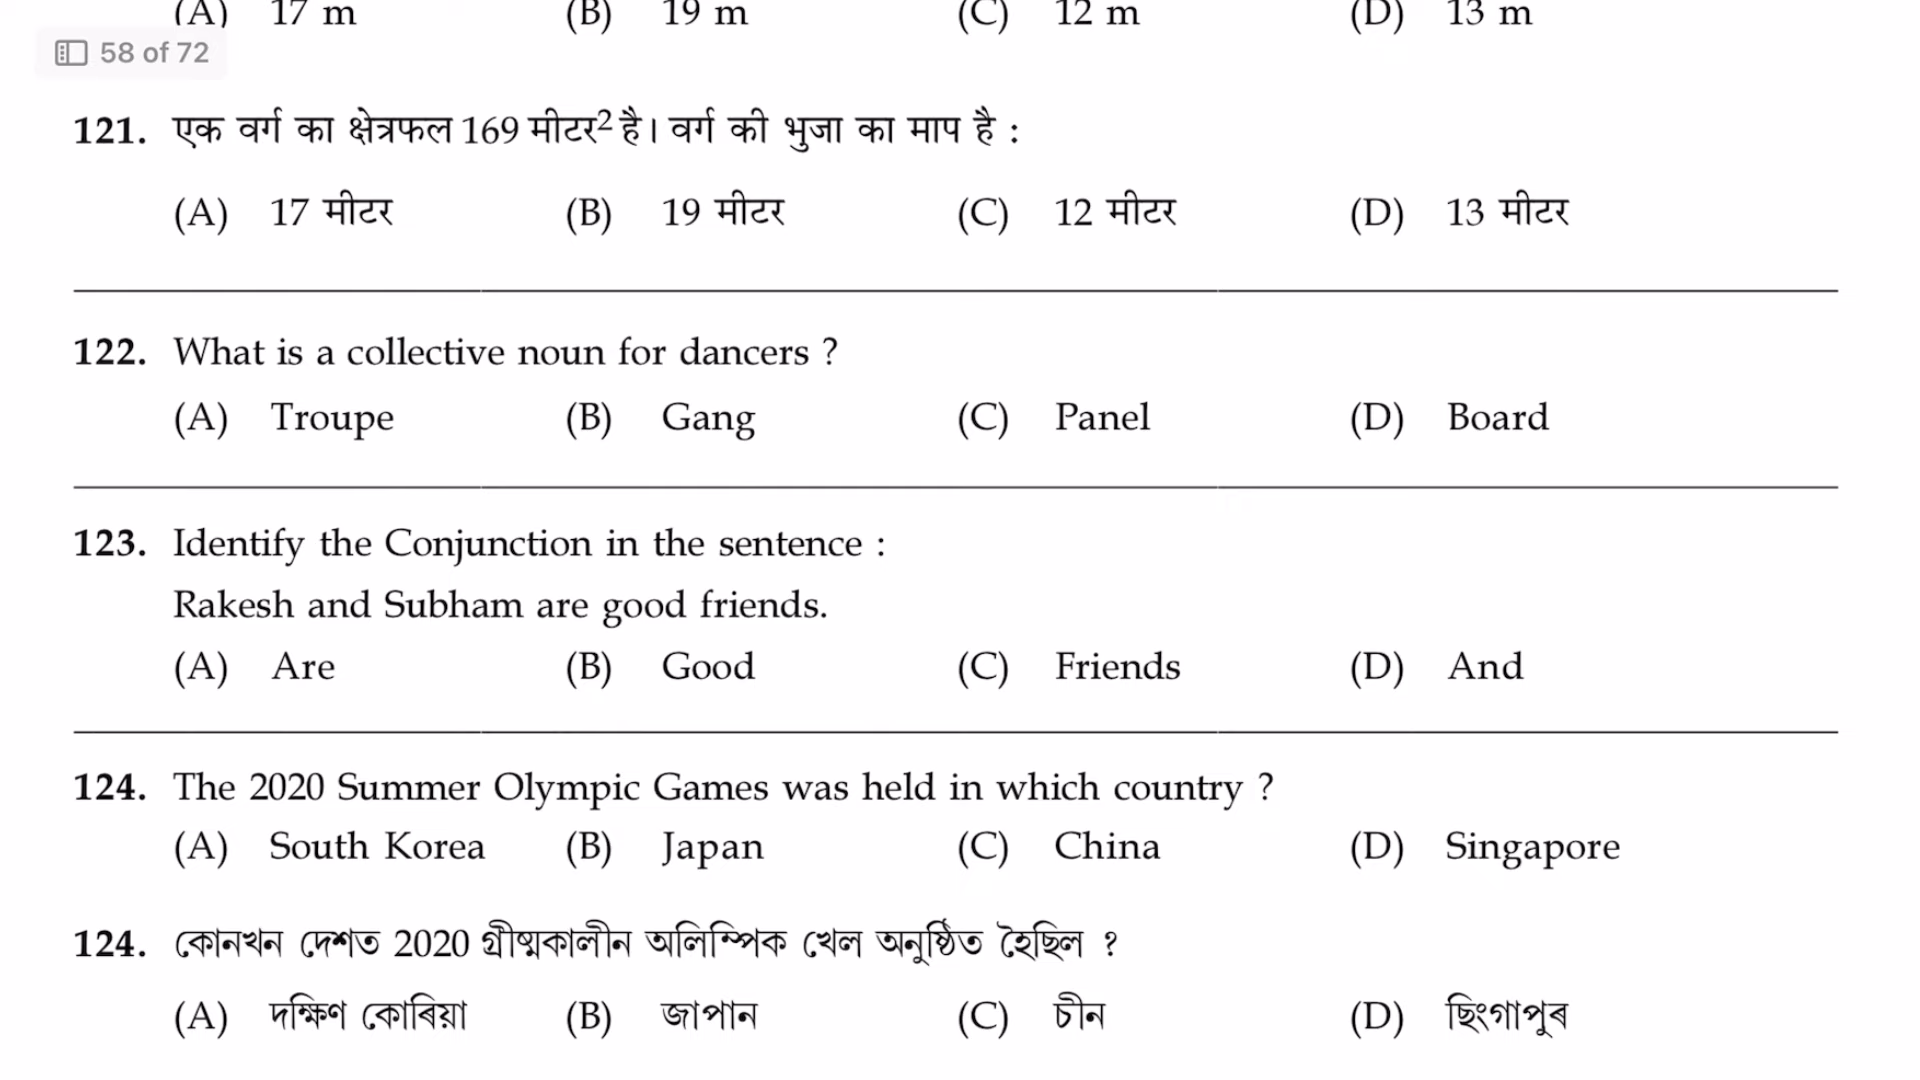 (A) 17 m (B) 19 m (C) 12 m (D) 13 m
58 of 72
121. एक वर्ग का क्षेत्रफल 169 मीटर² है। वर्ग की भुजा का माप है :
(A) 17 मीटर (B) 19 मीटर (C) 12 मीटर (D) 13 मीटर
122. What is a collective noun for dancers ?
(A) Troupe (B) Gang (C) Panel (D) Board
123. Identify the Conjunction in the sentence :
Rakesh and Subham are good friends.
(A) Are (B) Good (C) Friends (D) And
124. The 2020 Summer Olympic Games was held in which country ?
(A) South Korea (B) Japan (C) China (D) Singapore
124. কোনখন দেশত 2020 গ্ৰীষ্মকালীন অলিম্পিক খেল অনুষ্ঠিত হৈছিল ?
(A) দক্ষিণ কোৰিয়া (B) জাপান (C) চীন (D) ছিংগাপুৰ